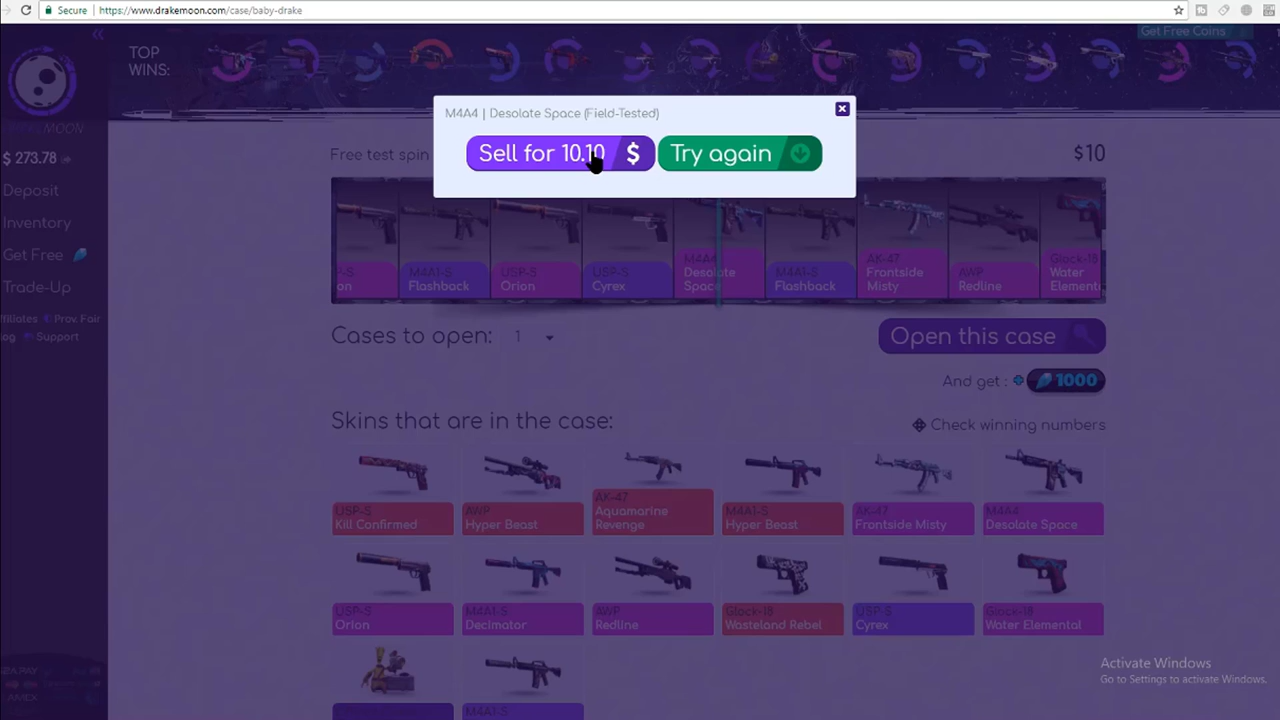 Secure
https://www.drakemoon.com/case/baby-drake
Get Free Coins
TOP
WINS:
MOON
$ 273.78
Deposit
Inventory
Get Free
Trade-Up
ffiliates
Prov. Fair
log
Support
M4A4 | Desolate Space (Field-Tested)
Sell for 10.10 $
Try again
Free test spin
$10
P-S
on
M4A1-S
Flashback
USP-S
Orion
USP-S
Cyrex
M4A4
Desolate
Space
M4A1-S
Flashback
AK-47
Frontside
Misty
AWP
Redline
Glock-18
Water
Elementa
Cases to open: 1
Open this case
And get : + 1000
Skins that are in the case:
Check winning numbers
USP-S
Kill Confirmed
AWP
Hyper Beast
AK-47
Aquamarine
Revenge
M4A1-S
Hyper Beast
AK-47
Frontside Misty
M4A4
Desolate Space
USP-S
Orion
M4A1-S
Decimator
AWP
Redline
Glock-18
Wasteland Rebel
USP-S
Cyrex
Glock-18
Water Elemental
M4A1-S
AMEX
Activate Windows
Go to Settings to activate Windows.